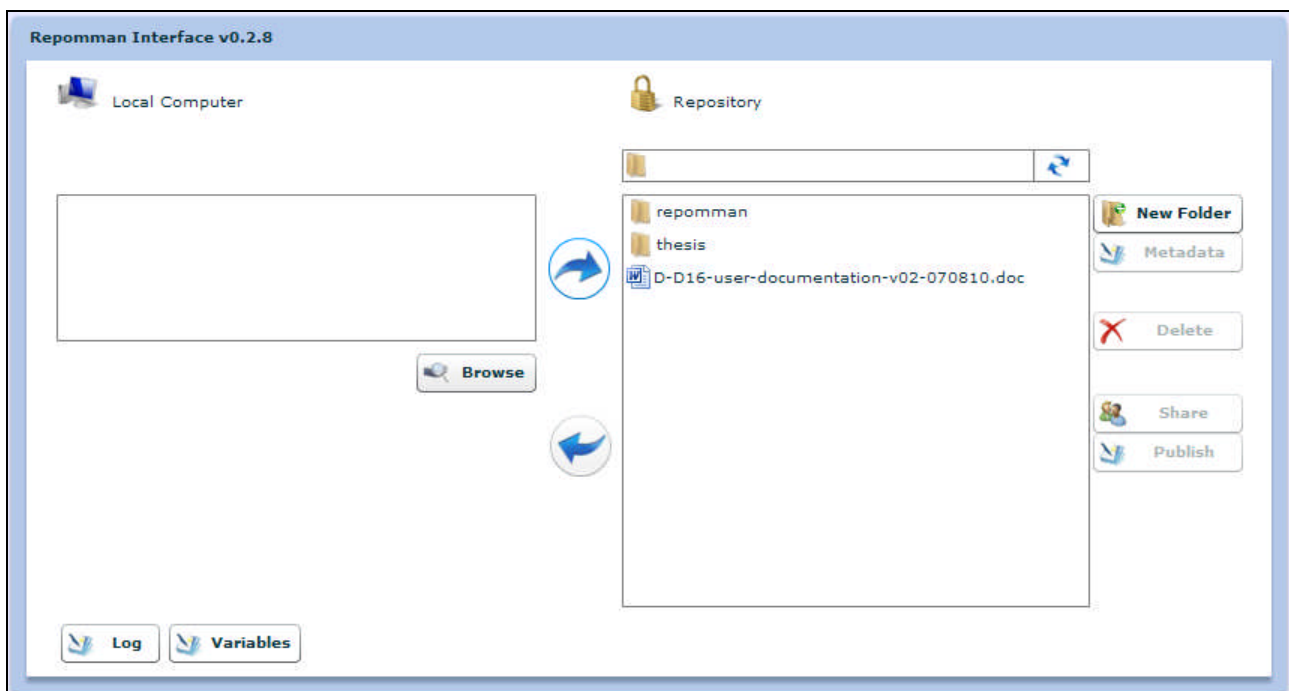 Repomman Interface v0.2.8
Local Computer
Repository
repomman
thesis
D-D16-user-documentation-v02-070810.doc
New Folder
Metadata
Delete
Browse
Share
Publish
Log
Variables